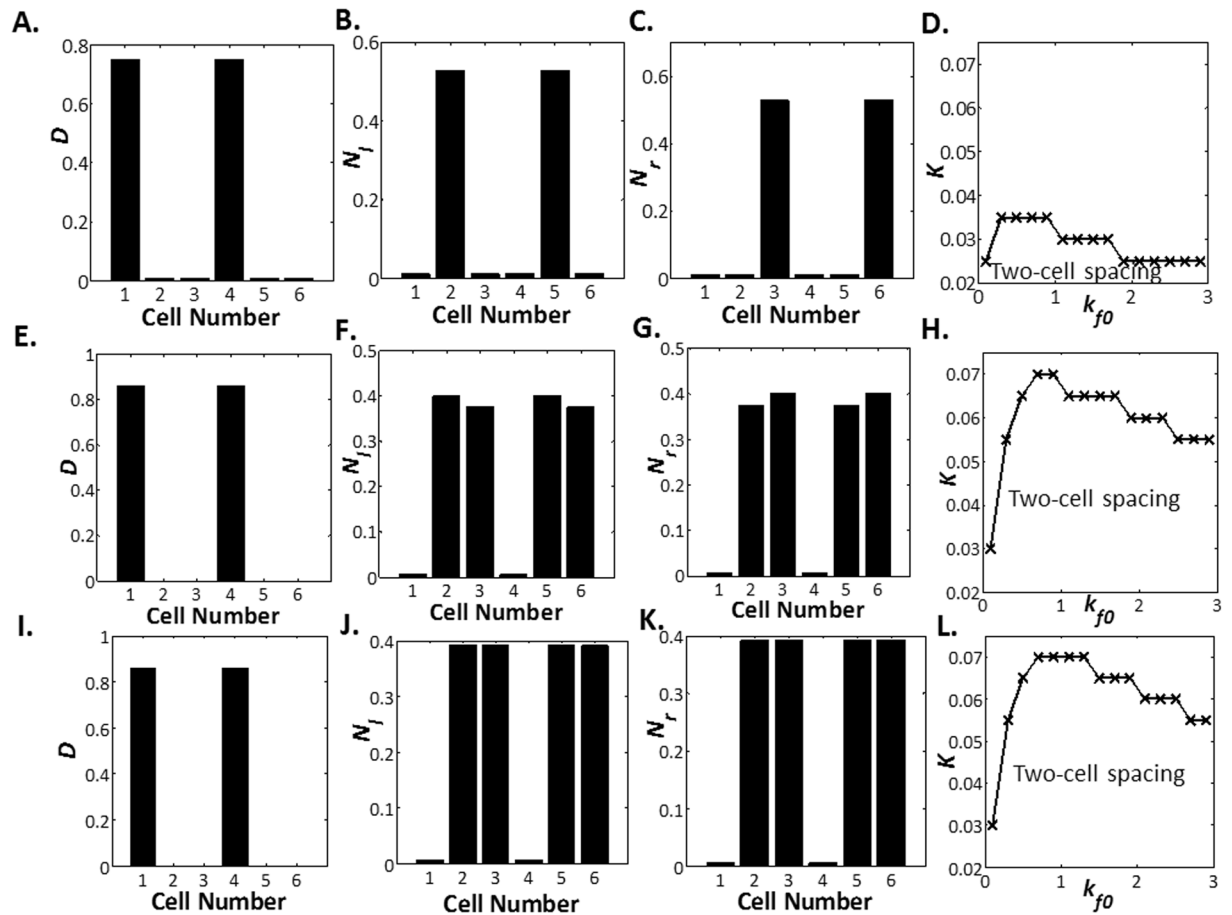 A.
0.8
0.6
0.4
0.2
0
D
1 2 3 4 5 6
Cell Number
B.
0.6
0.4
0.2
0
N_l
1 2 3 4 5 6
Cell Number
C.
0.6
0.4
0.2
0
N_r
1 2 3 4 5 6
Cell Number
D.
0.07
0.06
0.05
0.04
0.03
0.02
K
Two-cell spacing
0 1 2 3
k_f0
E.
1
0.8
0.6
0.4
0.2
0
D
1 2 3 4 5 6
Cell Number
F.
0.5
0.4
0.3
0.2
0.1
0
N_l
1 2 3 4 5 6
Cell Number
G.
0.5
0.4
0.3
0.2
0.1
0
N_r
1 2 3 4 5 6
Cell Number
H.
0.07
0.06
0.05
0.04
0.03
0.02
K
Two-cell spacing
0 1 2 3
k_f0
I.
1
0.8
0.6
0.4
0.2
0
D
1 2 3 4 5 6
Cell Number
J.
0.4
0.3
0.2
0.1
0
N_l
1 2 3 4 5 6
Cell Number
K.
0.4
0.3
0.2
0.1
0
N_r
1 2 3 4 5 6
Cell Number
L.
0.07
0.06
0.05
0.04
0.03
0.02
K
Two-cell spacing
0 1 2 3
k_f0